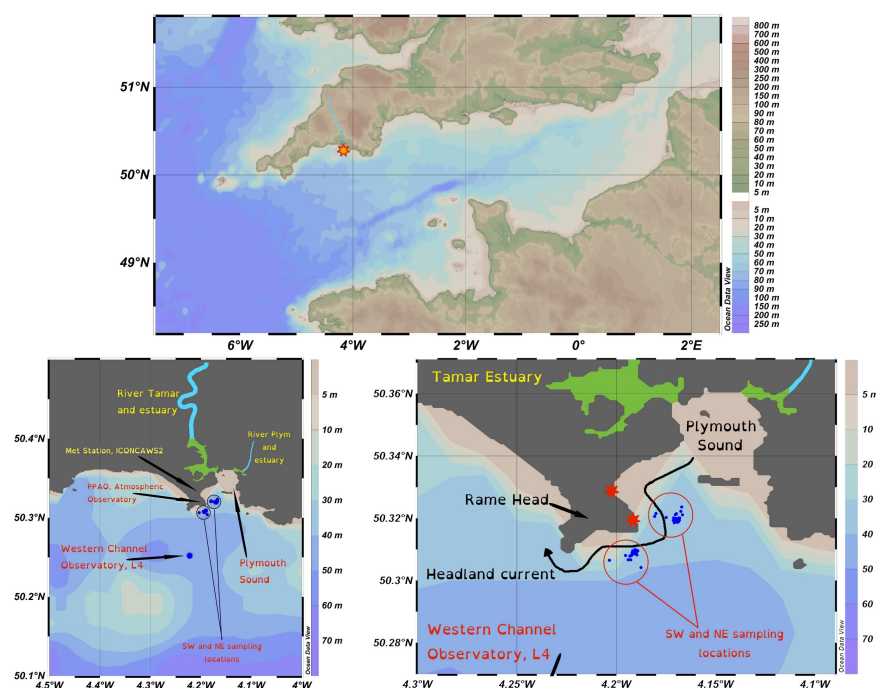 800 m
700 m
600 m
500 m
400 m
300 m
250 m
200 m
150 m
100 m
90 m
80 m
70 m
60 m
50 m
40 m
30 m
20 m
10 m
5 m
5 m
10 m
20 m
30 m
40 m
50 m
60 m
70 m
80 m
90 m
100 m
150 m
200 m
250 m
Ocean Data View
51°N
50°N
49°N
6°W
4°W
2°W
0°
2°E
River Tamar
and estuary
River Plym
and
estuary
Met Station, ICONCAWS2
PPAO, Atmospheric
Observatory
Western Channel
Observatory, L4
Plymouth
Sound
SW and NE sampling
locations
50.4°N
50.3°N
50.2°N
50.1°N
4.5°W
4.4°W
4.3°W
4.2°W
4.1°W
4°W
5 m
10 m
20 m
30 m
40 m
50 m
60 m
70 m
Ocean Data View
Tamar Estuary
Plymouth
Sound
Rame Head
Headland current
Western Channel
Observatory, L4
SW and NE sampling
locations
50.36°N
50.34°N
50.32°N
50.3°N
50.28°N
4.3°W
4.25°W
4.2°W
4.15°W
4.1°W
5 m
10
20
30
40
50
60
70
Ocean Data View